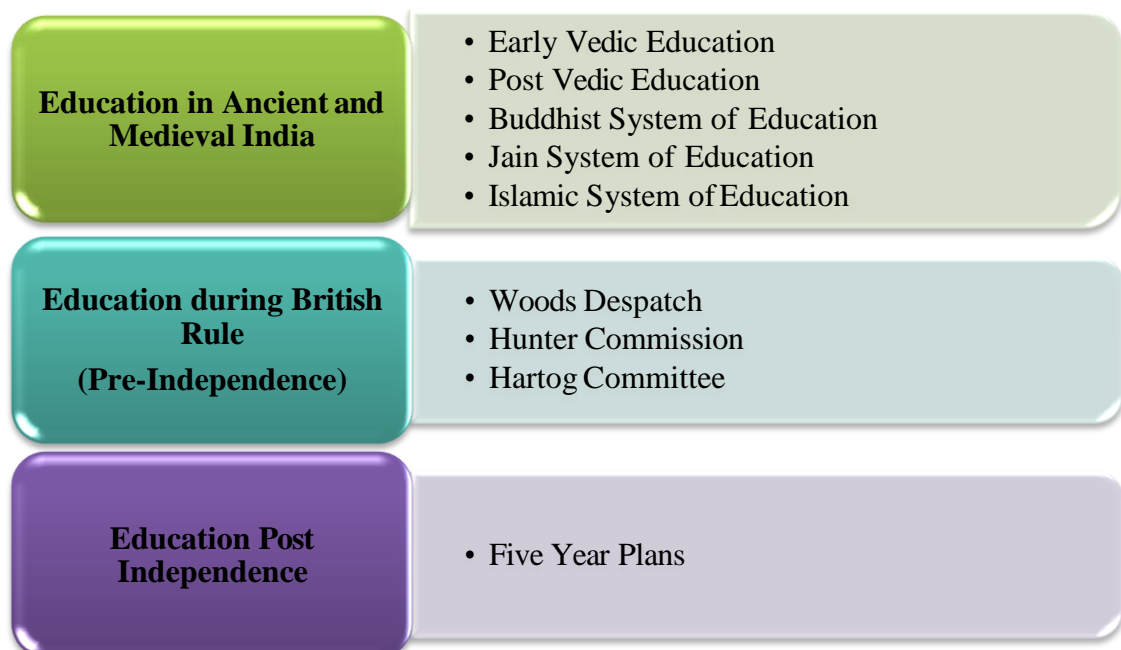 Education in Ancient and
Medieval India
• Early Vedic Education
• Post Vedic Education
• Buddhist System of Education
• Jain System of Education
• Islamic System of Education
Education during British
Rule
(Pre-Independence)
• Woods Despatch
• Hunter Commission
• Hartog Committee
Education Post
Independence
• Five Year Plans